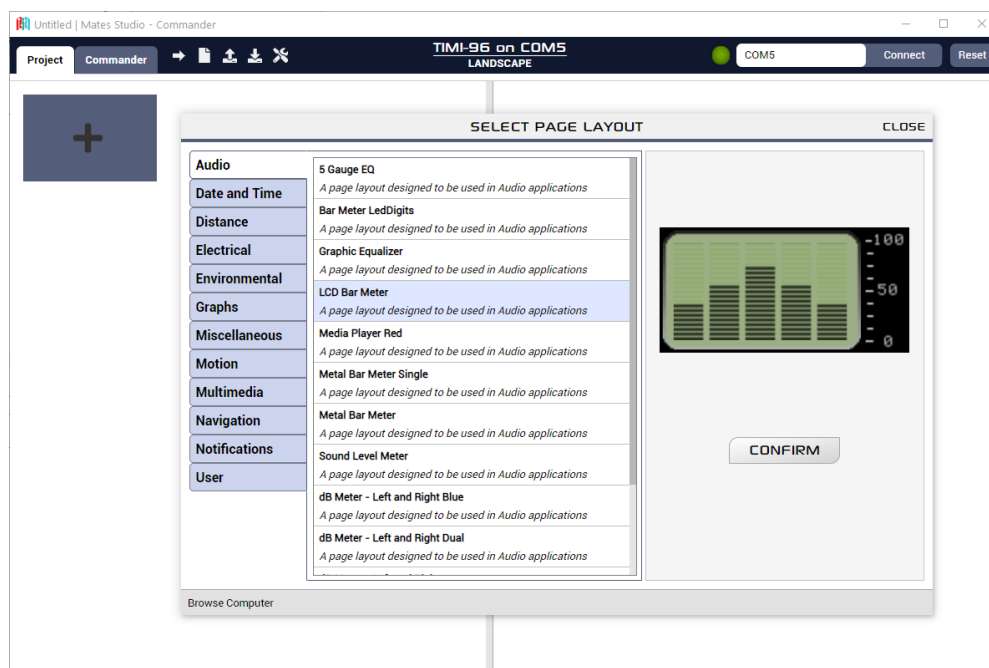 Untitled | Mates Studio - Commander
Project
Commander
TIMI-96 on COM5
LANDSCAPE
COM5
Connect
Reset
SELECT PAGE LAYOUT
CLOSE
Audio
Date and Time
Distance
Electrical
Environmental
Graphs
Miscellaneous
Motion
Multimedia
Navigation
Notifications
User
5 Gauge EQ
A page layout designed to be used in Audio applications
Bar Meter LedDigits
A page layout designed to be used in Audio applications
Graphic Equalizer
A page layout designed to be used in Audio applications
LCD Bar Meter
A page layout designed to be used in Audio applications
Media Player Red
A page layout designed to be used in Audio applications
Metal Bar Meter Single
A page layout designed to be used in Audio applications
Metal Bar Meter
A page layout designed to be used in Audio applications
Sound Level Meter
A page layout designed to be used in Audio applications
dB Meter - Left and Right Blue
A page layout designed to be used in Audio applications
dB Meter - Left and Right Dual
A page layout designed to be used in Audio applications
-100
-50
-0
CONFIRM
Browse Computer